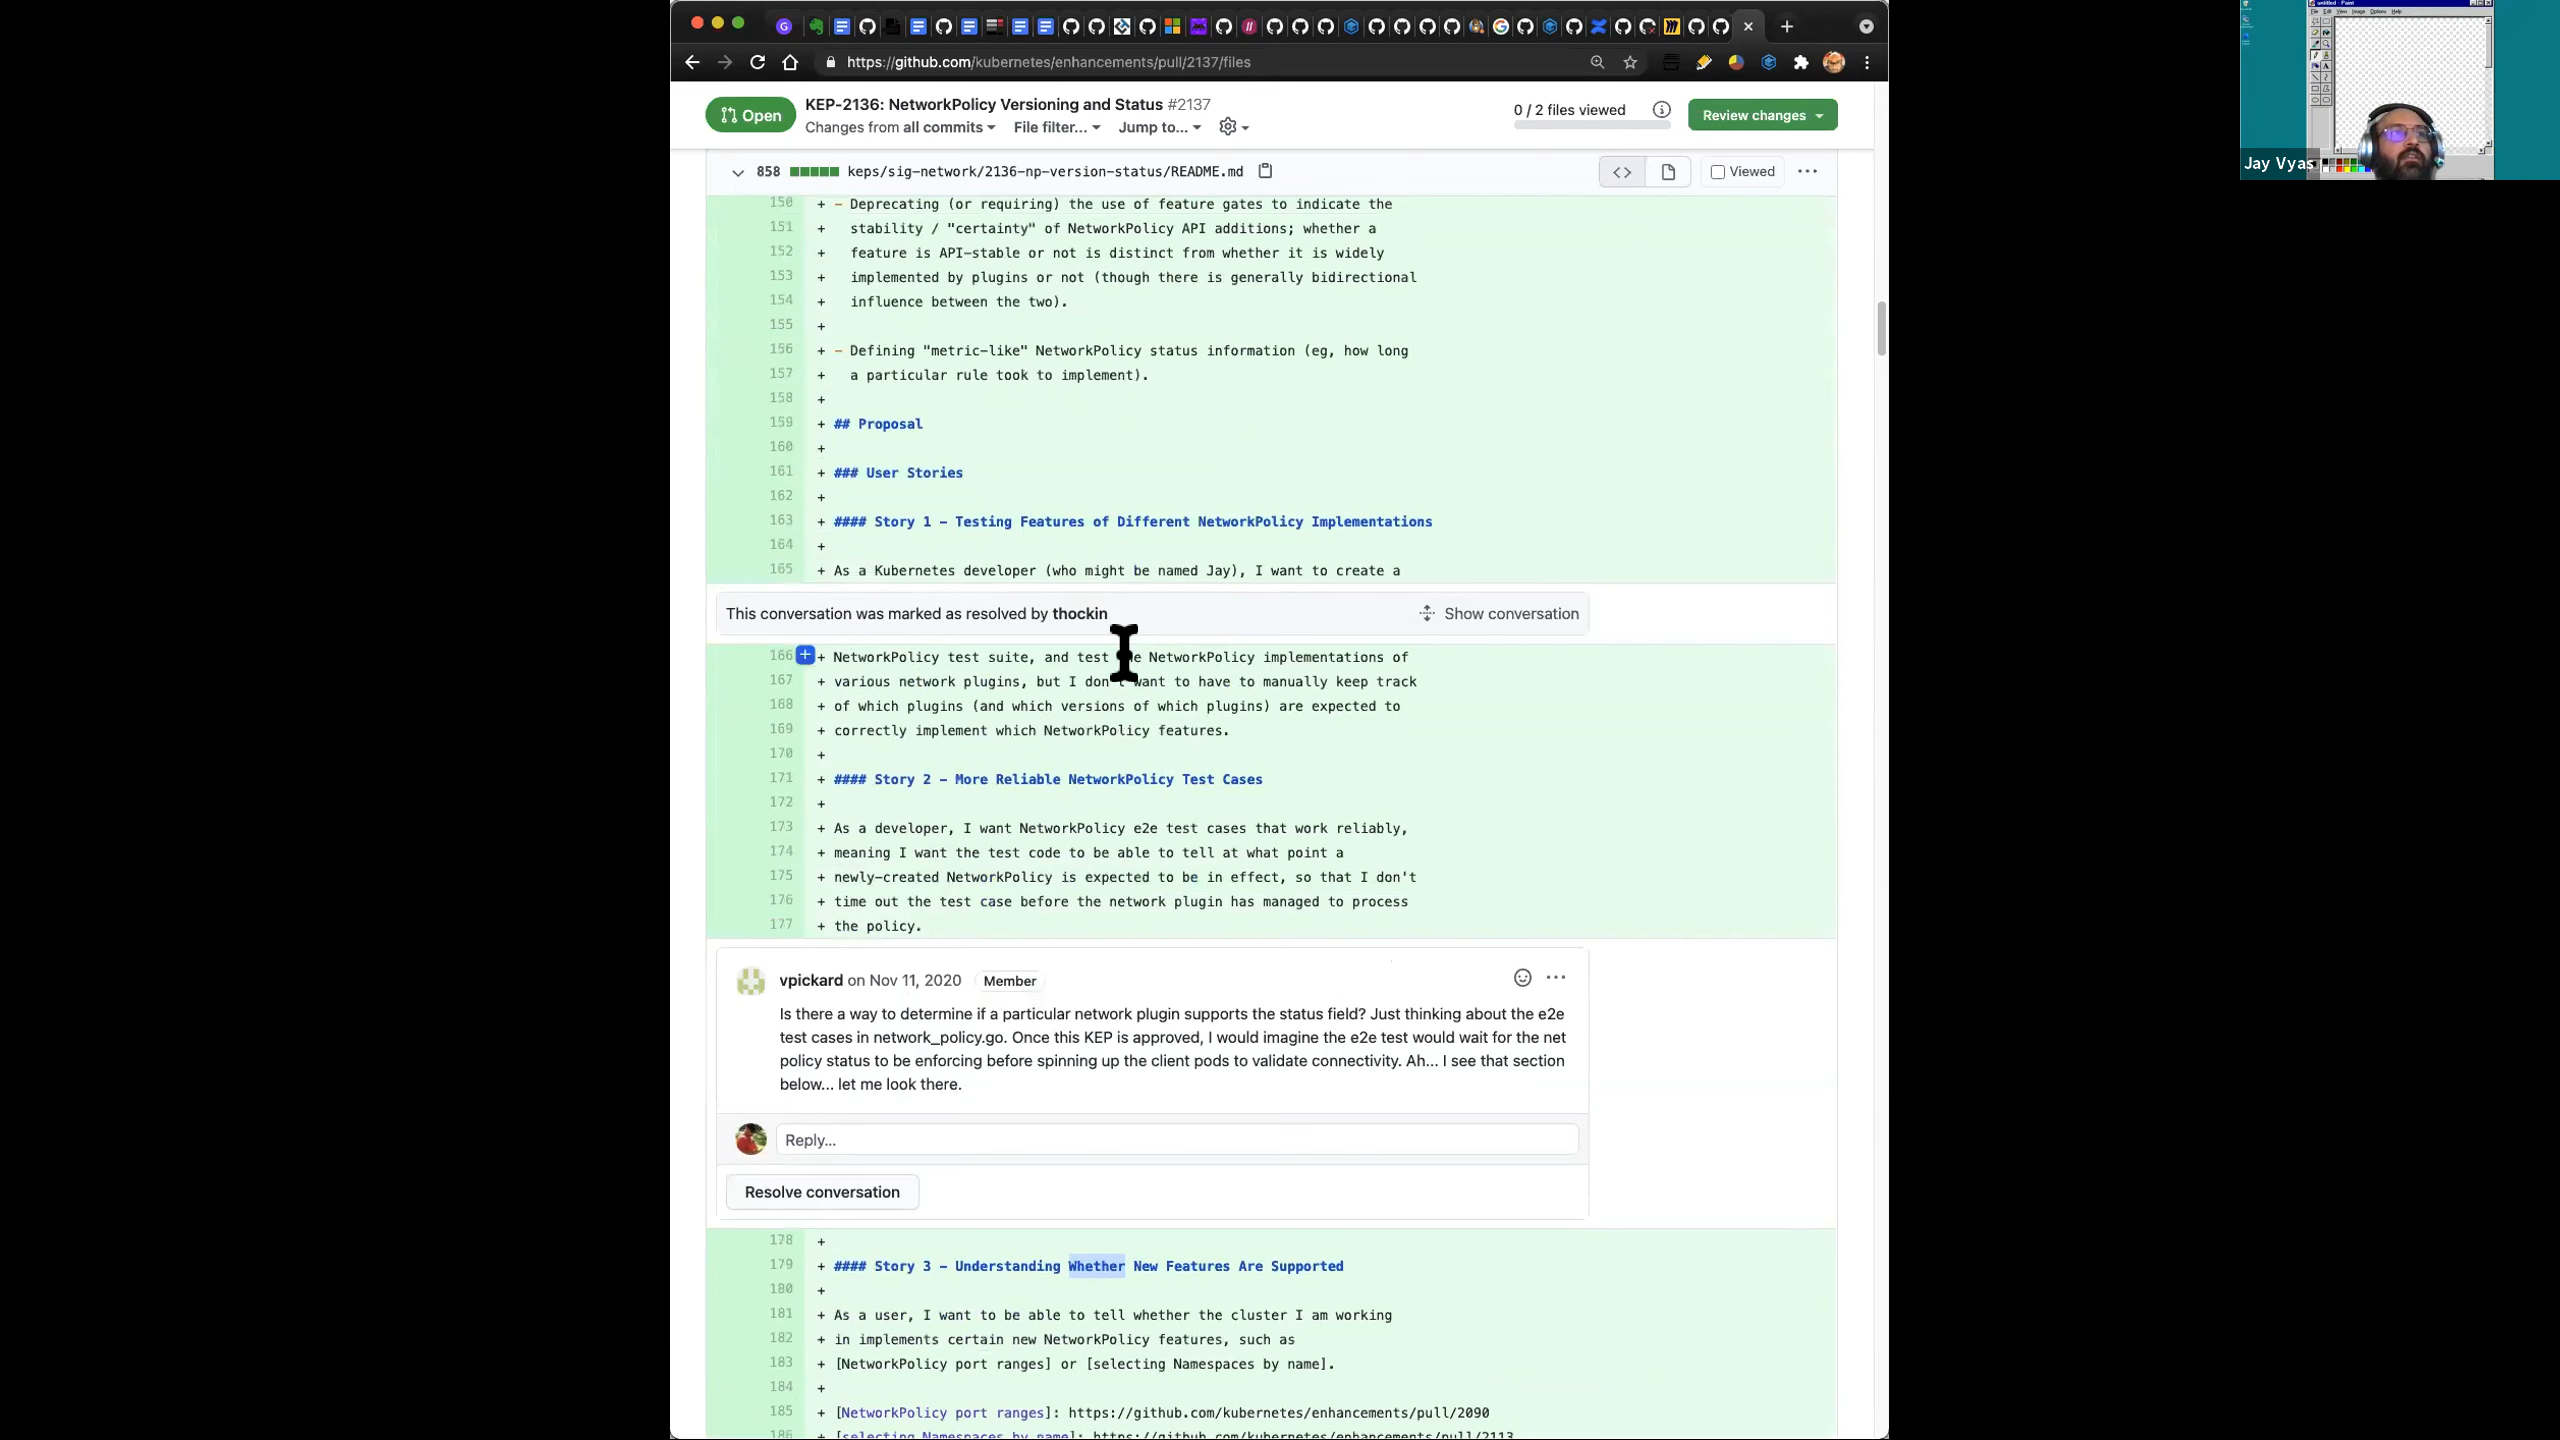 https://github.com/kubernetes/enhancements/pull/2137/files
Open
KEP-2136: NetworkPolicy Versioning and Status #2137
Changes from all commits
File filter...
Jump to...
0 / 2 files viewed
Review changes
858
keps/sig-network/2136-np-version-status/README.md
Viewed
150 + - Deprecating (or requiring) the use of feature gates to indicate the
151 + stability / "certainty" of NetworkPolicy API additions; whether a
152 + feature is API-stable or not is distinct from whether it is widely
153 + implemented by plugins or not (though there is generally bidirectional
154 + influence between the two).
155 +
156 + - Defining "metric-like" NetworkPolicy status information (eg, how long
157 + a particular rule took to implement).
158 +
159 + ## Proposal
160 +
161 + ### User Stories
162 +
163 + #### Story 1 - Testing Features of Different NetworkPolicy Implementations
164 +
165 + As a Kubernetes developer (who might be named Jay), I want to create a
This conversation was marked as resolved by thockin
Show conversation
166 + NetworkPolicy test suite, and test NetworkPolicy implementations of
167 + various network plugins, but I don't want to have to manually keep track
168 + of which plugins (and which versions of which plugins) are expected to
169 + correctly implement which NetworkPolicy features.
170 +
171 + #### Story 2 - More Reliable NetworkPolicy Test Cases
172 +
173 + As a developer, I want NetworkPolicy e2e test cases that work reliably,
174 + meaning I want the test code to be able to tell at what point a
175 + newly-created NetworkPolicy is expected to be in effect, so that I don't
176 + time out the test case before the network plugin has managed to process
177 + the policy.
vpickard on Nov 11, 2020 Member
Is there a way to determine if a particular network plugin supports the status field? Just thinking about the e2e
test cases in network_policy.go. Once this KEP is approved, I would imagine the e2e test would wait for the net
policy status to be enforcing before spinning up the client pods to validate connectivity. Ah... I see that section
below... let me look there.
Reply...
Resolve conversation
178 +
179 + #### Story 3 - Understanding Whether New Features Are Supported
180 +
181 + As a user, I want to be able to tell whether the cluster I am working
182 + in implements certain new NetworkPolicy features, such as
183 + [NetworkPolicy port ranges] or [selecting Namespaces by name].
184 +
185 + [NetworkPolicy port ranges]: https://github.com/kubernetes/enhancements/pull/2090
186 + [selecting Namespaces by name]: https://github.com/kubernetes/enhancements/pull/2113
Jay Vyas